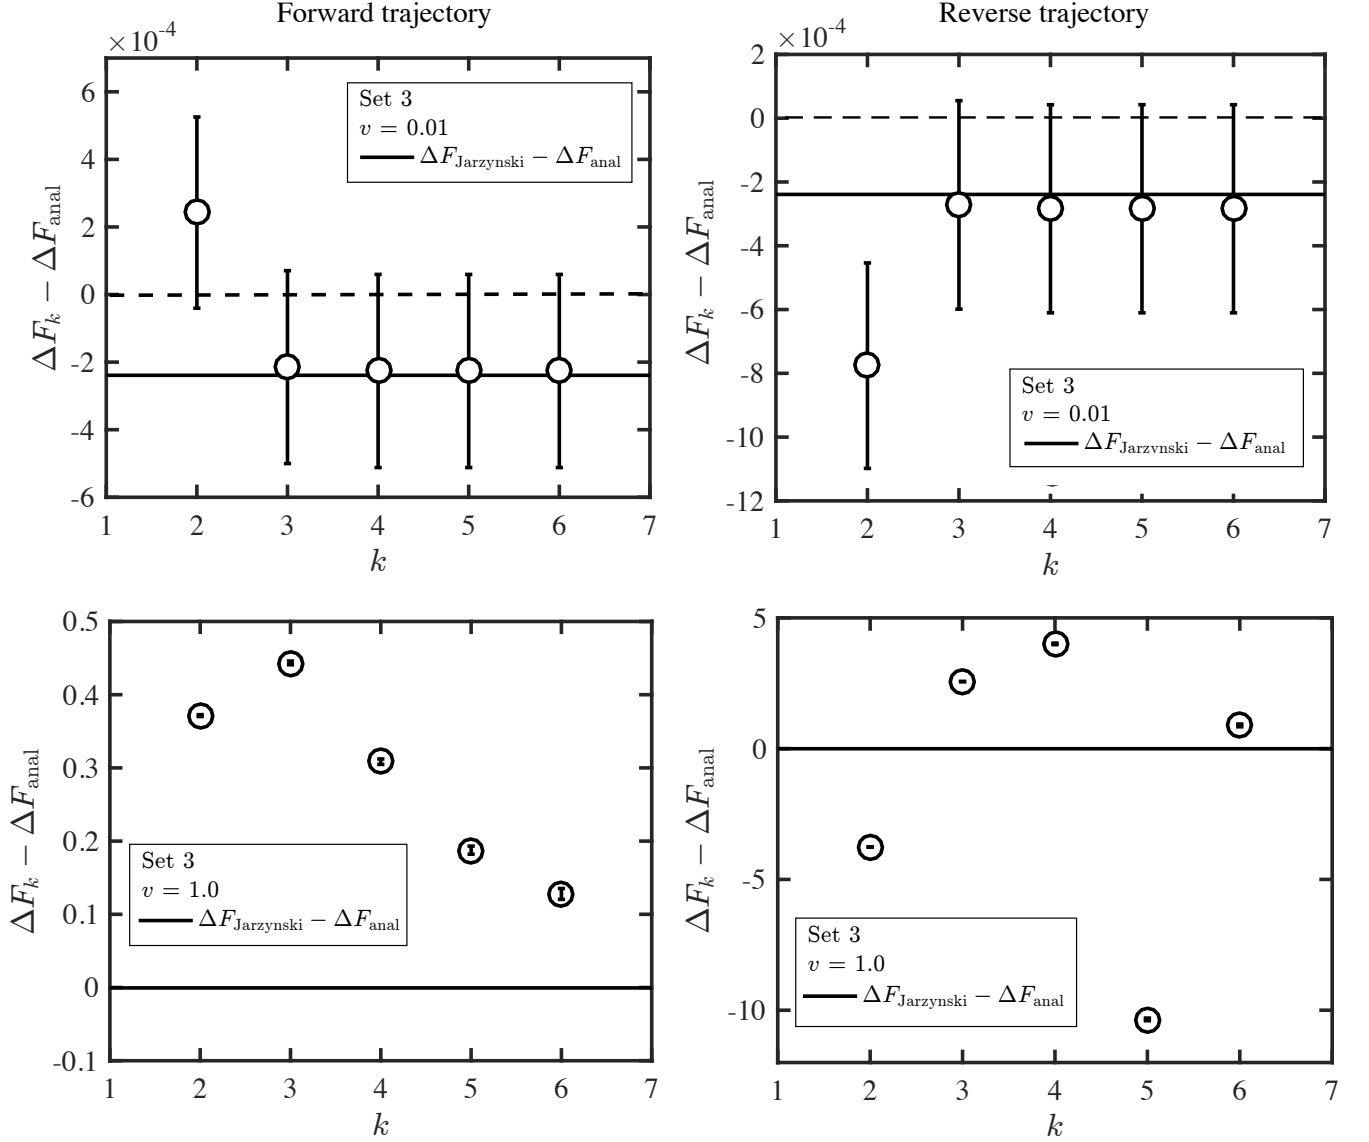 Forward trajectory
×10⁻⁴
6
4
2
0
-2
-4
-6
1 2 3 4 5 6 7
k
ΔFₖ − ΔF_anal
Set 3
v = 0.01
ΔF_Jarzynski − ΔF_anal
Reverse trajectory
×10⁻⁴
2
0
-2
-4
-6
-8
-10
-12
1 2 3 4 5 6 7
k
ΔFₖ − ΔF_anal
Set 3
v = 0.01
ΔF_Jarzynski − ΔF_anal
0.5
0.4
0.3
0.2
0.1
0
-0.1
1 2 3 4 5 6 7
k
ΔFₖ − ΔF_anal
Set 3
v = 1.0
ΔF_Jarzynski − ΔF_anal
5
0
-5
-10
1 2 3 4 5 6 7
k
ΔFₖ − ΔF_anal
Set 3
v = 1.0
ΔF_Jarzynski − ΔF_anal